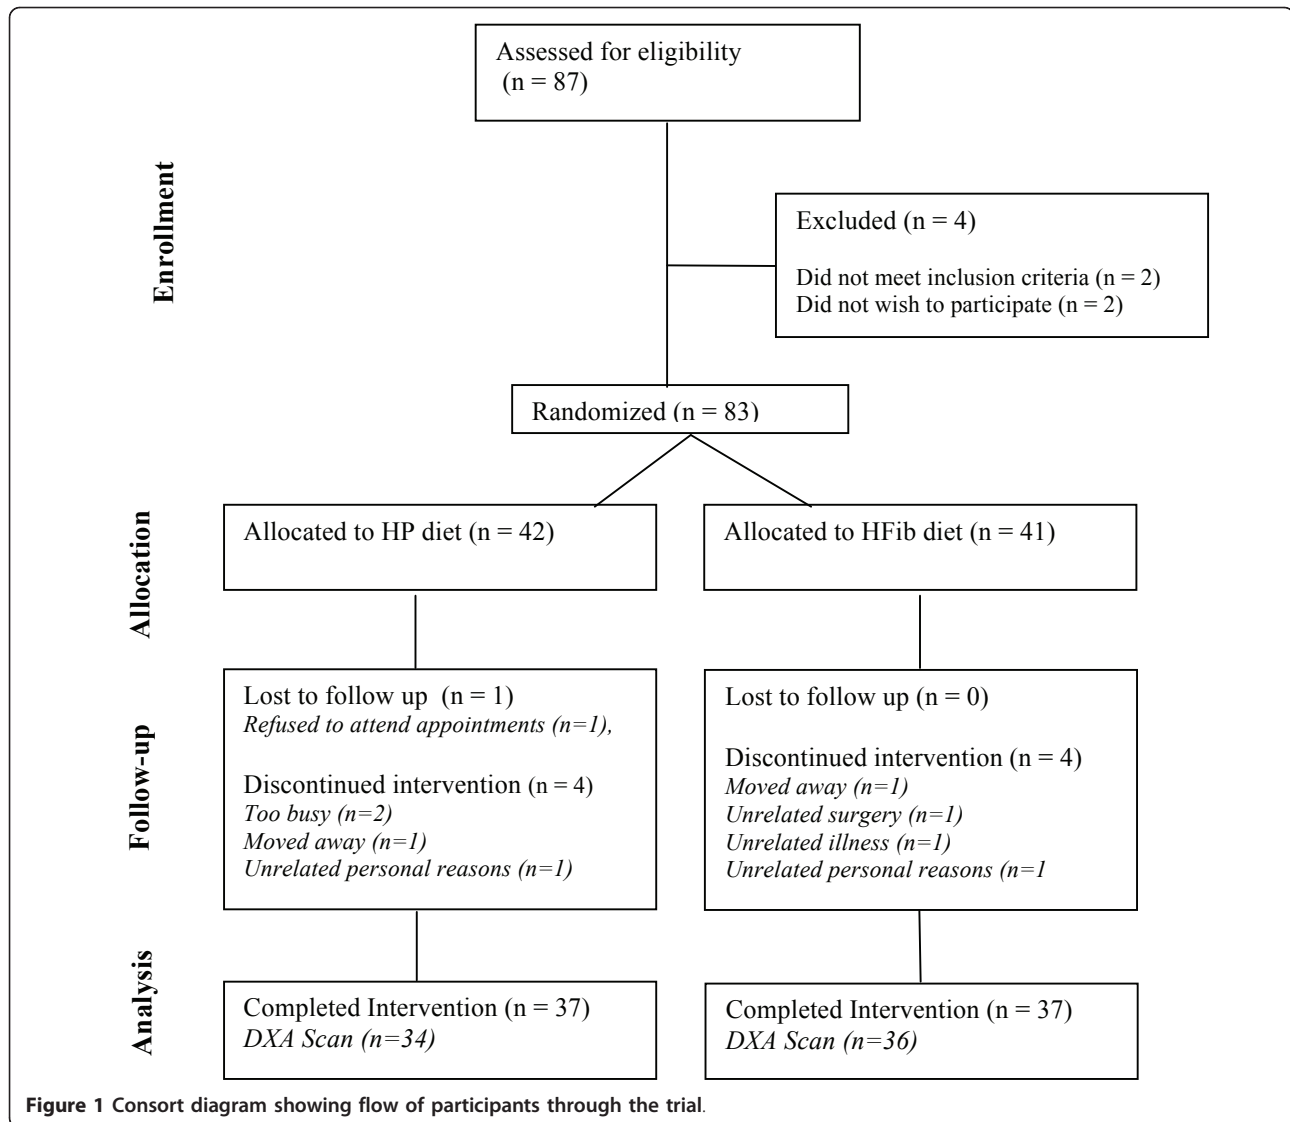 Assessed for eligibility
(n = 87)
Enrollment
Excluded (n = 4)
Did not meet inclusion criteria (n = 2)
Did not wish to participate (n = 2)
Randomized (n = 83)
Allocation
Allocated to HP diet (n = 42)
Allocated to HFib diet (n = 41)
Follow-up
Lost to follow up (n = 1)
Refused to attend appointments (n=1),
Discontinued intervention (n = 4)
Too busy (n=2)
Moved away (n=1)
Unrelated personal reasons (n=1)
Lost to follow up (n = 0)
Discontinued intervention (n = 4)
Moved away (n=1)
Unrelated surgery (n=1)
Unrelated illness (n=1)
Unrelated personal reasons (n=1
Analysis
Completed Intervention (n = 37)
DXA Scan (n=34)
Completed Intervention (n = 37)
DXA Scan (n=36)
Figure 1 Consort diagram showing flow of participants through the trial.